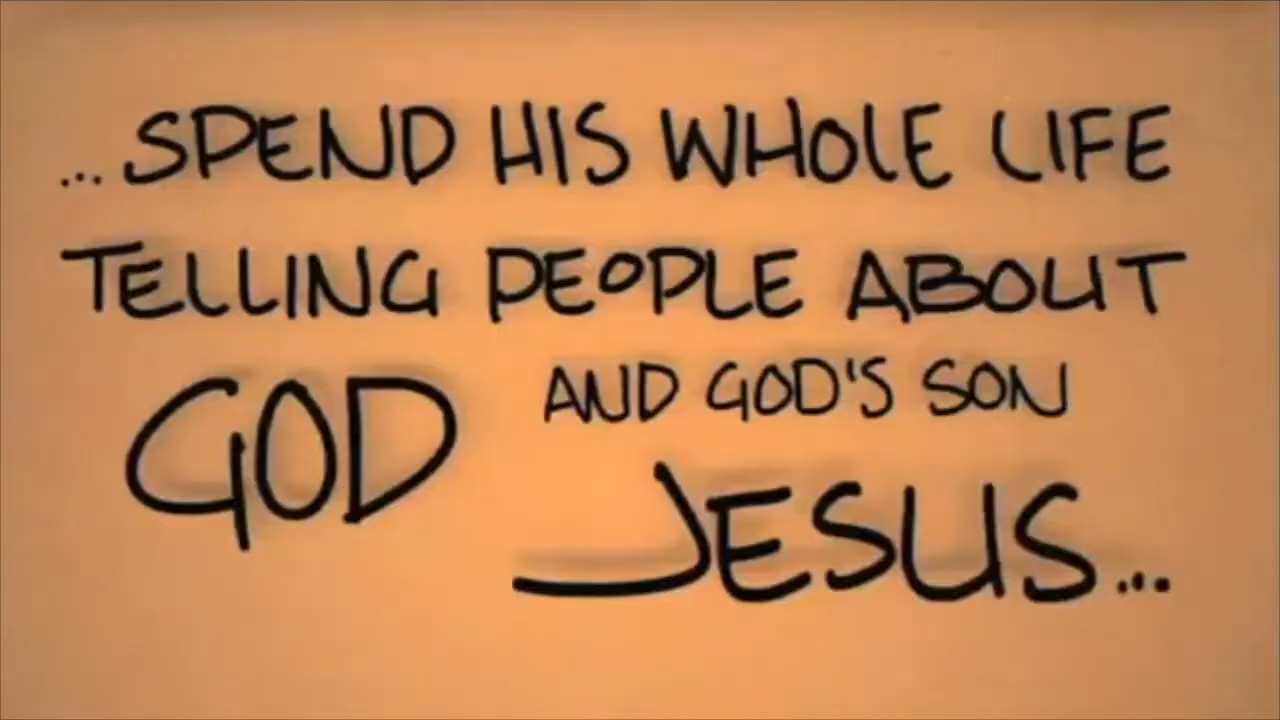 ...SPEND HIS WHOLE LIFE
TELLING PEOPLE ABOUT
GOD AND GOD'S SON
JESUS...